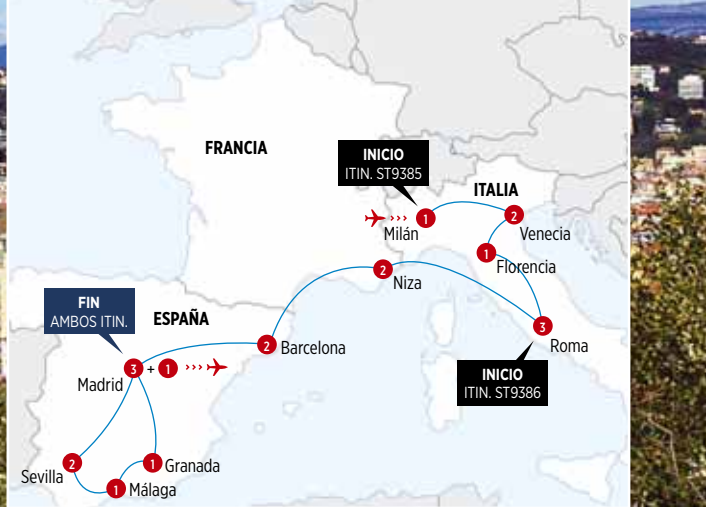 FRANCIA
INICIO
ITIN. ST9385
ITALIA
1
Milán
2
Venecia
1
Florencia
2
Niza
3
Roma
INICIO
ITIN. ST9386
FIN
AMBOS ITIN.
ESPAÑA
2
Barcelona
3 + 1
Madrid
2
Sevilla
1
Granada
1
Málaga